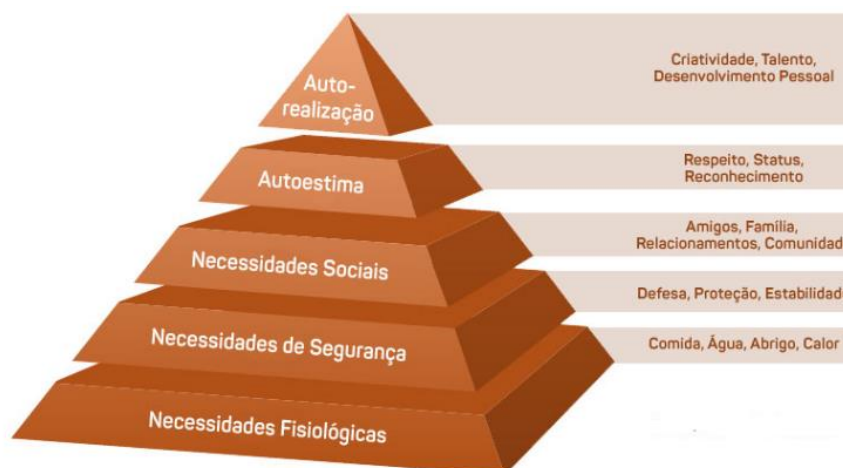 Auto-
realização
Criatividade, Talento,
Desenvolvimento Pessoal
Autoestima
Respeito, Status,
Reconhecimento
Necessidades Sociais
Amigos, Família,
Relacionamentos, Comunidad
Necessidades de Segurança
Defesa, Proteção, Estabilidade
Necessidades Fisiológicas
Comida, Água, Abrigo, Calor